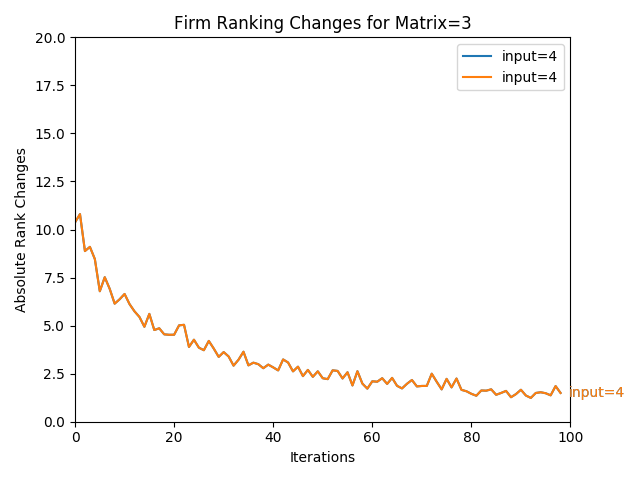 Firm Ranking Changes for Matrix=3
input=4
input=4
Absolute Rank Changes
20.0
17.5
15.0
12.5
10.0
7.5
5.0
2.5
0.0
input=4
0 20 40 60 80 100
Iterations